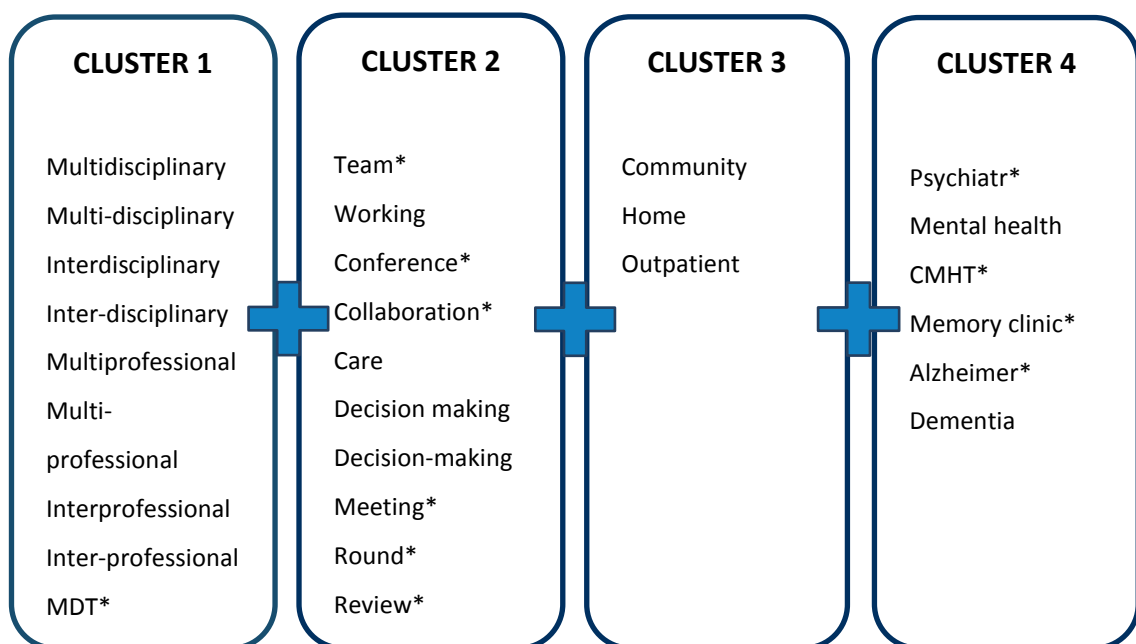 CLUSTER 1
Multidisciplinary
Multi-disciplinary
Interdisciplinary
Inter-disciplinary
Multiprofessional
Multi-
professional
Interprofessional
Inter-professional
MDT*
CLUSTER 2
Team*
Working
Conference*
Collaboration*
Care
Decision making
Decision-making
Meeting*
Round*
Review*
CLUSTER 3
Community
Home
Outpatient
CLUSTER 4
Psychiatr*
Mental health
CMHT*
Memory clinic*
Alzheimer*
Dementia